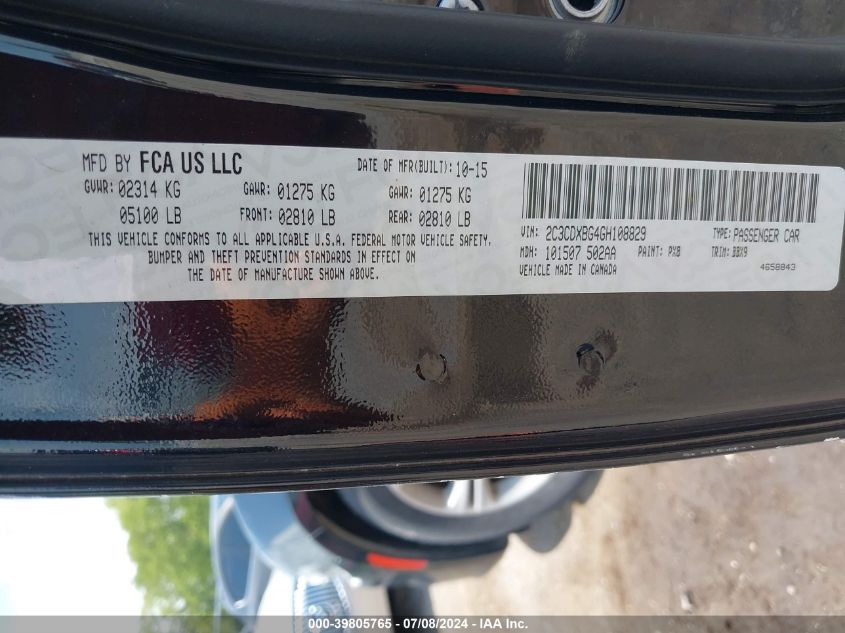 MFD BY FCA US LLC DATE OF MFR(BUILT): 10-15
GVWR: 02314 KG GAWR: 01275 KG GAWR: 01275 KG
05100 LB FRONT: 02810 LB REAR: 02810 LB
THIS VEHICLE CONFORMS TO ALL APPLICABLE U.S.A. FEDERAL MOTOR VEHICLE SAFETY,
BUMPER AND THEFT PREVENTION STANDARDS IN EFFECT ON
THE DATE OF MANUFACTURE SHOWN ABOVE.
VIN: 2C3CDXBG4GH108829 TYPE: PASSENGER CAR
MDH: 101507 502AA PAINT: PX8 TRIM: BBX9
VEHICLE MADE IN CANADA 4658843
000-39805765 - 07/08/2024 - IAA Inc.